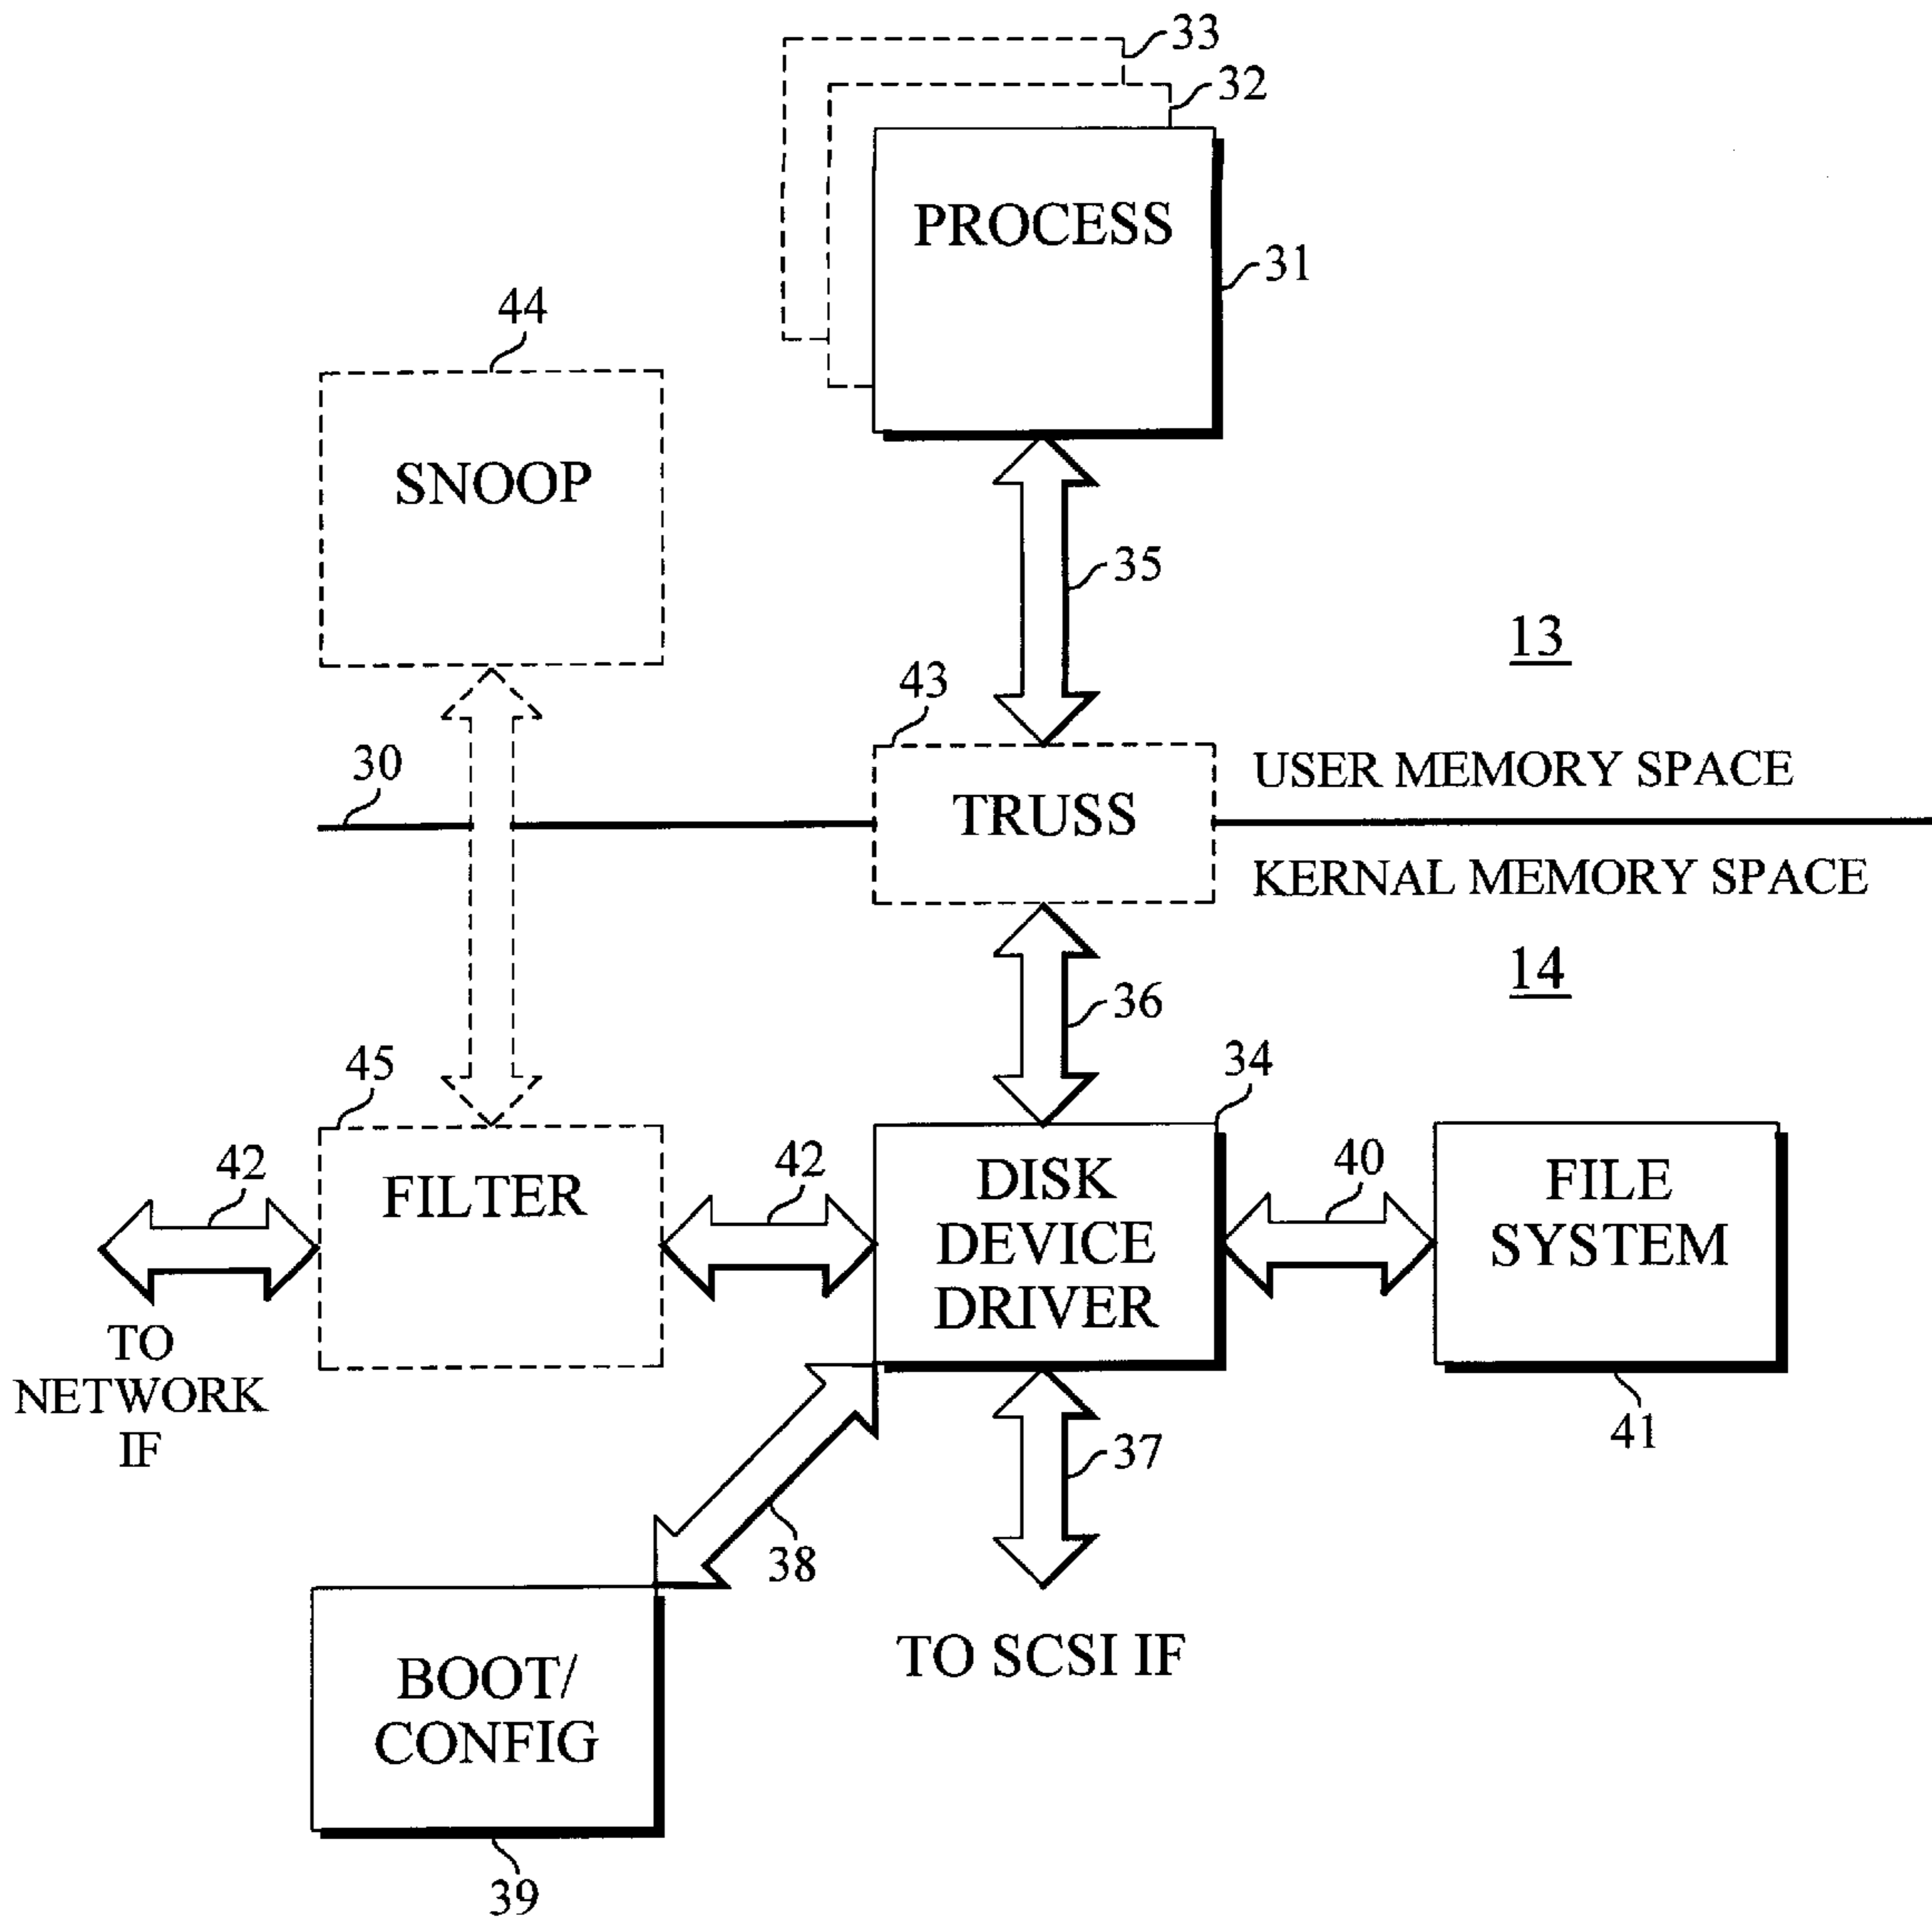 33
32
PROCESS
31
44
SNOOP
35
13
43
30
USER MEMORY SPACE
TRUSS
KERNAL MEMORY SPACE
14
36
34
45
42
FILTER
42
DISK
DEVICE
DRIVER
40
FILE
SYSTEM
TO
NETWORK
IF
41
37
38
TO SCSI IF
BOOT/
CONFIG
39